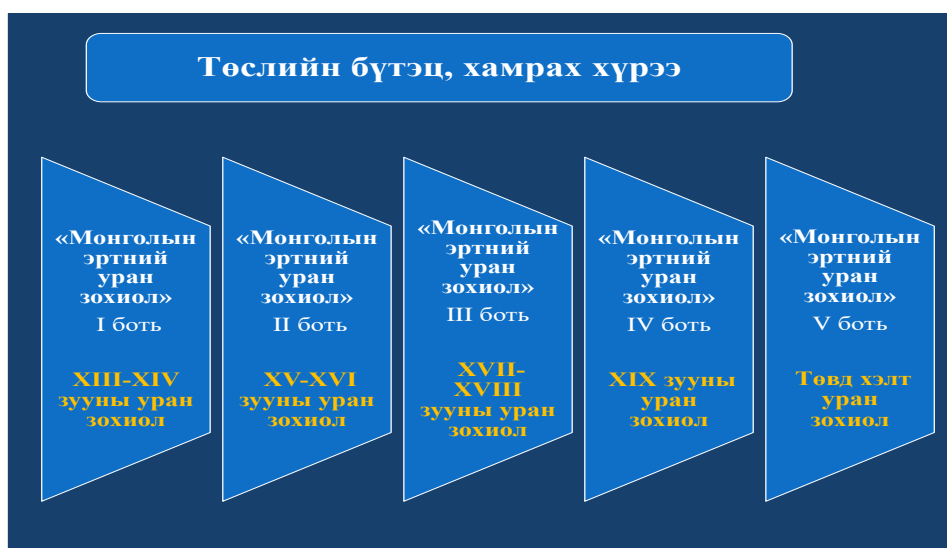 Төслийн бүтэц, хамрах хүрээ
«Монголын
эртний
уран
зохиол»
I боть
XIII-XIV
зууны уран
зохиол
«Монголын
эртний
уран
зохиол»
II боть
XV-XVI
зууны уран
зохиол
«Монголын
эртний
уран
зохиол»
III боть
XVII-
XVIII
зууны уран
зохиол
«Монголын
эртний
уран
зохиол»
IV боть
XIX зууны
уран
зохиол
«Монголын
эртний
уран
зохиол»
V боть
Төвд хэлт
уран
зохиол